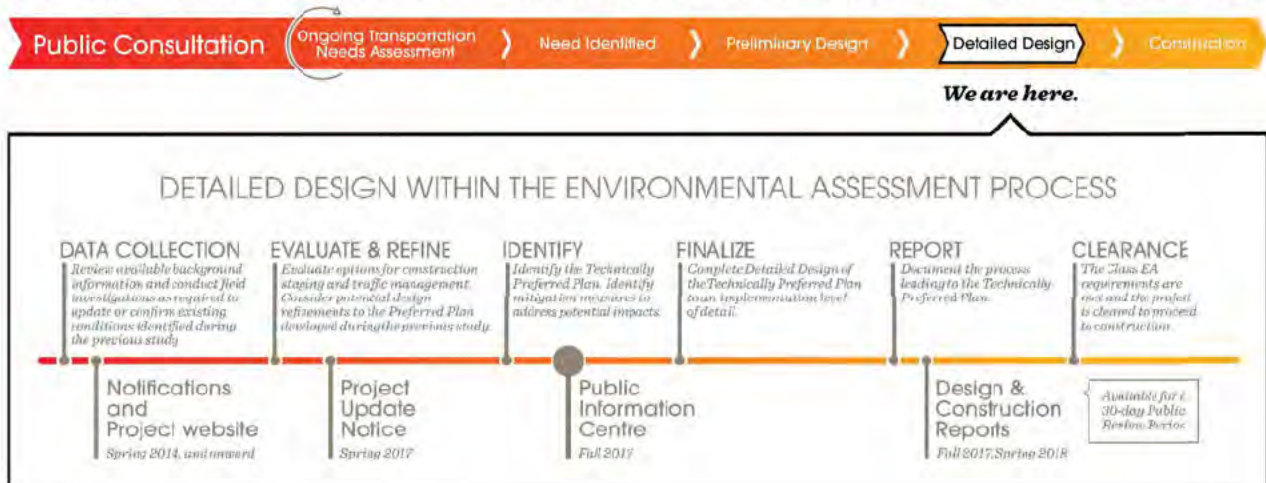 Public Consultation
Ongoing Transportation
Needs Assessment
Need Identified
Preliminary Design
Detailed Design
Construction
We are here.
DETAILED DESIGN WITHIN THE ENVIRONMENTAL ASSESSMENT PROCESS
DATA COLLECTION
Review available background
information and conduct field
investigations as required to
update or confirm existing
conditions identified during
the previous study
EVALUATE & REFINE
Evaluate options for construction
staging and traffic management.
Consider potential design
refinements to the Preferred Plan
developed during the previous study.
IDENTIFY
Identify the Technically
Preferred Plan. Identify
mitigation measures to
address potential impacts.
FINALIZE
Complete Detailed Design of
the Technically Preferred Plan
to an implementation level
of detail.
REPORT
Document the process
leading to the Technically
Preferred Plan.
CLEARANCE
The Class EA
requirements are
met and the project
is cleared to proceed
to construction.
Notifications
and
Project website
Spring 2014, and onward
Project
Update
Notice
Spring 2017
Public
Information
Centre
Fall 2017
Design &
Construction
Reports
Fall 2017, Spring 2018
Available for a
30-day Public
Review Period